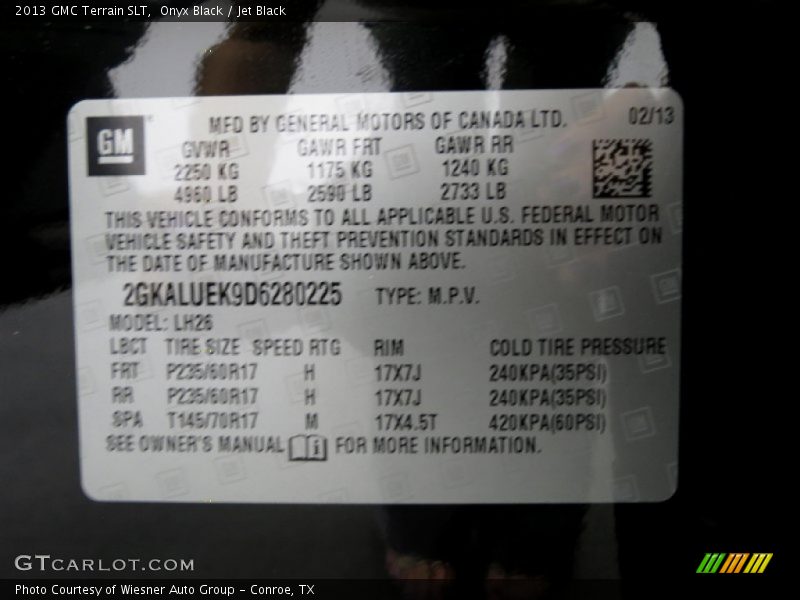 2013 GMC Terrain SLT, Onyx Black / Jet Black
GM
MFD BY GENERAL MOTORS OF CANADA LTD. 02/13
GVWR GAWR FRT GAWR RR
2250 KG 1175 KG 1240 KG
4960 LB 2590 LB 2733 LB
THIS VEHICLE CONFORMS TO ALL APPLICABLE U.S. FEDERAL MOTOR
VEHICLE SAFETY AND THEFT PREVENTION STANDARDS IN EFFECT ON
THE DATE OF MANUFACTURE SHOWN ABOVE.
2GKALUEK9D6280225 TYPE: M.P.V.
MODEL: LH26
LBCT TIRE SIZE SPEED RTG RIM COLD TIRE PRESSURE
FRT P235/60R17 H 17X7J 240KPA(35PSI)
RR P235/60R17 H 17X7J 240KPA(35PSI)
SPA T145/70R17 M 17X4.5T 420KPA(60PSI)
SEE OWNER'S MANUAL FOR MORE INFORMATION.
GTCARLOT.COM
Photo Courtesy of Wiesner Auto Group - Conroe, TX